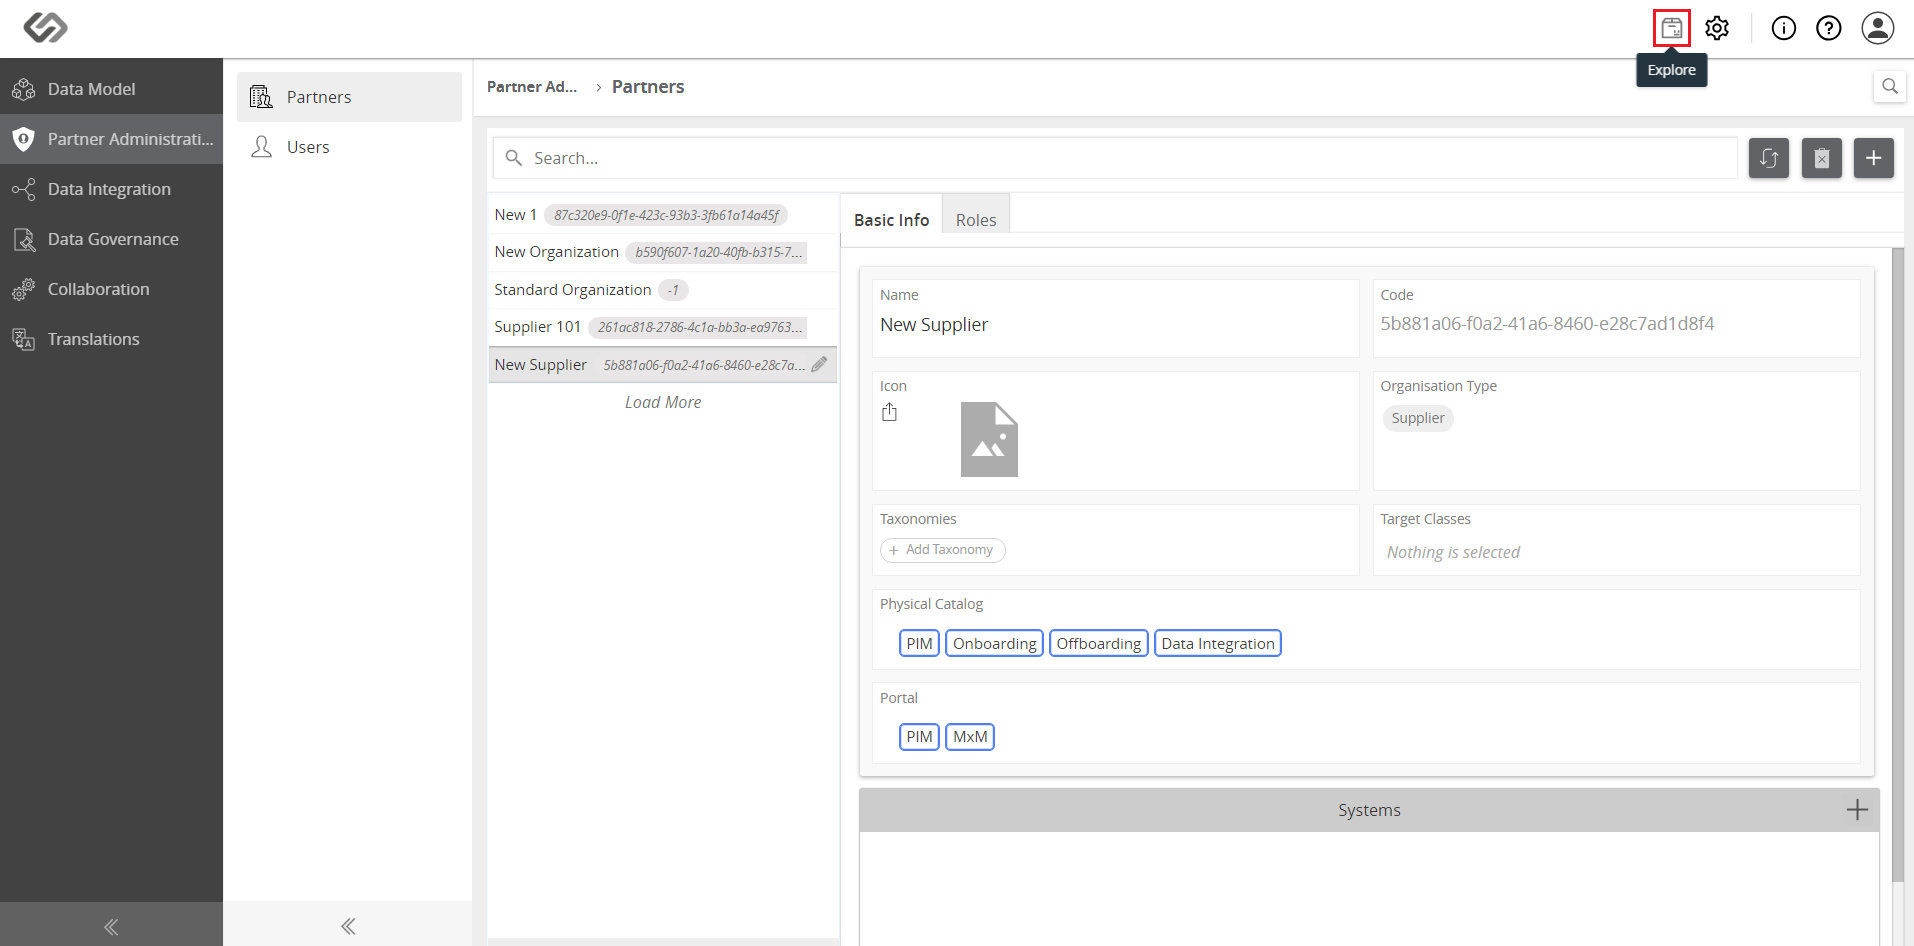 Explore
Data Model
Partner Administrati...
Data Integration
Data Governance
Collaboration
Translations
Partners
Users
Partner Ad... > Partners
Search...
New 1 87c320e9-0f1e-423c-93b3-3fb61a14a45f
New Organization b590f607-1a20-40fb-b315-7...
Standard Organization -1
Supplier 101 261ac818-2786-4c1a-bb3a-ea9763...
New Supplier 5b881a06-f0a2-41a6-8460-e28c7a...
Load More
Basic Info Roles
Name
New Supplier
Code
5b881a06-f0a2-41a6-8460-e28c7ad1d8f4
Icon
Organisation Type
Supplier
Taxonomies
+ Add Taxonomy
Target Classes
Nothing is selected
Physical Catalog
PIM Onboarding Offboarding Data Integration
Portal
PIM MxM
Systems